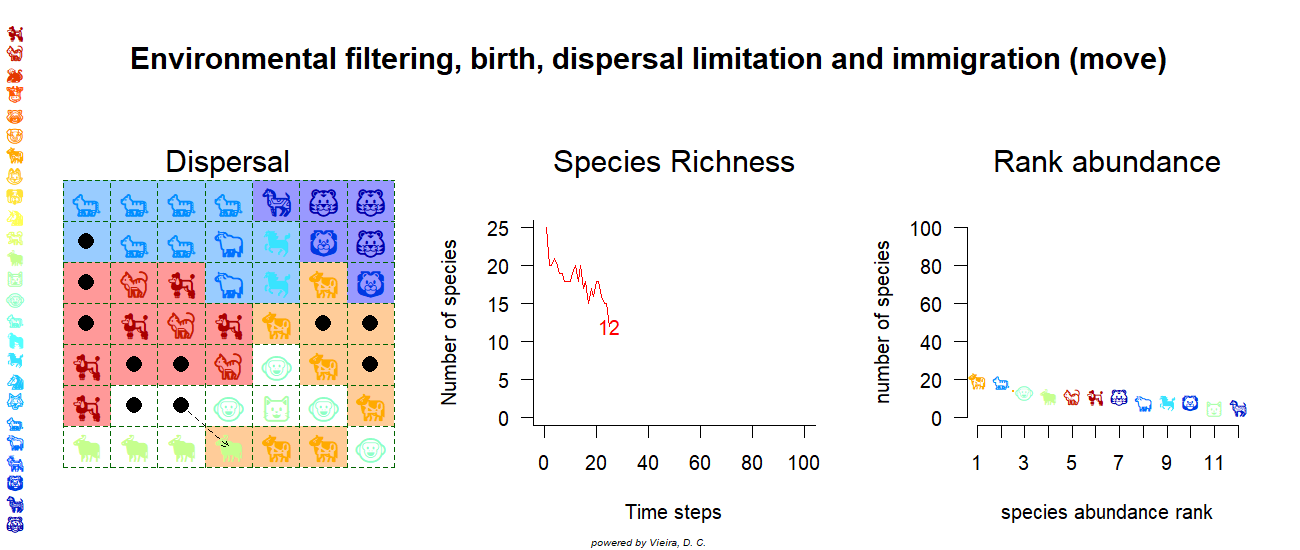 Environmental filtering, birth, dispersal limitation and immigration (move)
Dispersal
Species Richness
Number of species
25
20
15
10
5
0
12
0 20 40 60 80 100
Time steps
Rank abundance
number of species
100
80
60
40
20
0
1 3 5 7 9 11
species abundance rank
powered by Vieira, D. C.